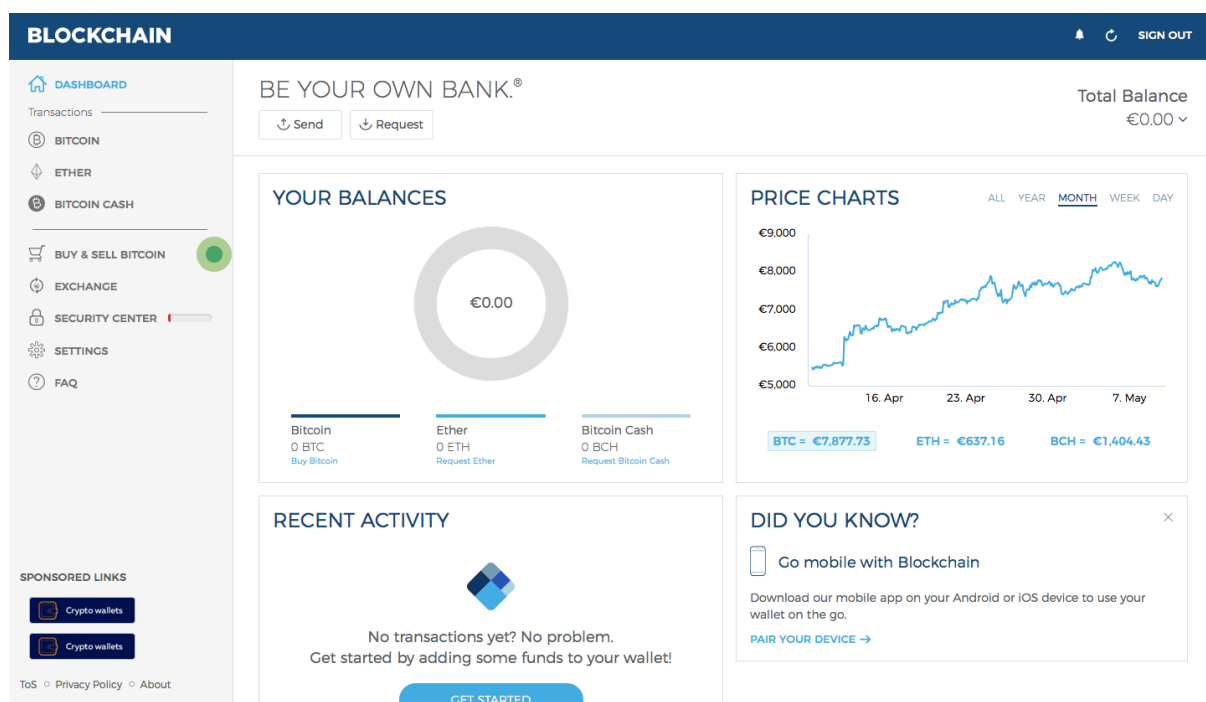 BLOCKCHAIN
SIGN OUT
DASHBOARD
Transactions
BITCOIN
ETHER
BITCOIN CASH
BUY & SELL BITCOIN
EXCHANGE
SECURITY CENTER
SETTINGS
FAQ
SPONSORED LINKS
Crypto wallets
Crypto wallets
ToS ○ Privacy Policy ○ About
BE YOUR OWN BANK.®
Send Request
Total Balance
€0.00
YOUR BALANCES
€0.00
Bitcoin Ether Bitcoin Cash
0 BTC 0 ETH 0 BCH
Buy Bitcoin Request Ether Request Bitcoin Cash
PRICE CHARTS ALL YEAR MONTH WEEK DAY
€9,000
€8,000
€7,000
€6,000
€5,000
16. Apr 23. Apr 30. Apr 7. May
BTC = €7,877.73 ETH = €637.16 BCH = €1,404.43
RECENT ACTIVITY
No transactions yet? No problem.
Get started by adding some funds to your wallet!
GET STARTED
DID YOU KNOW?
Go mobile with Blockchain
Download our mobile app on your Android or iOS device to use your
wallet on the go.
PAIR YOUR DEVICE →